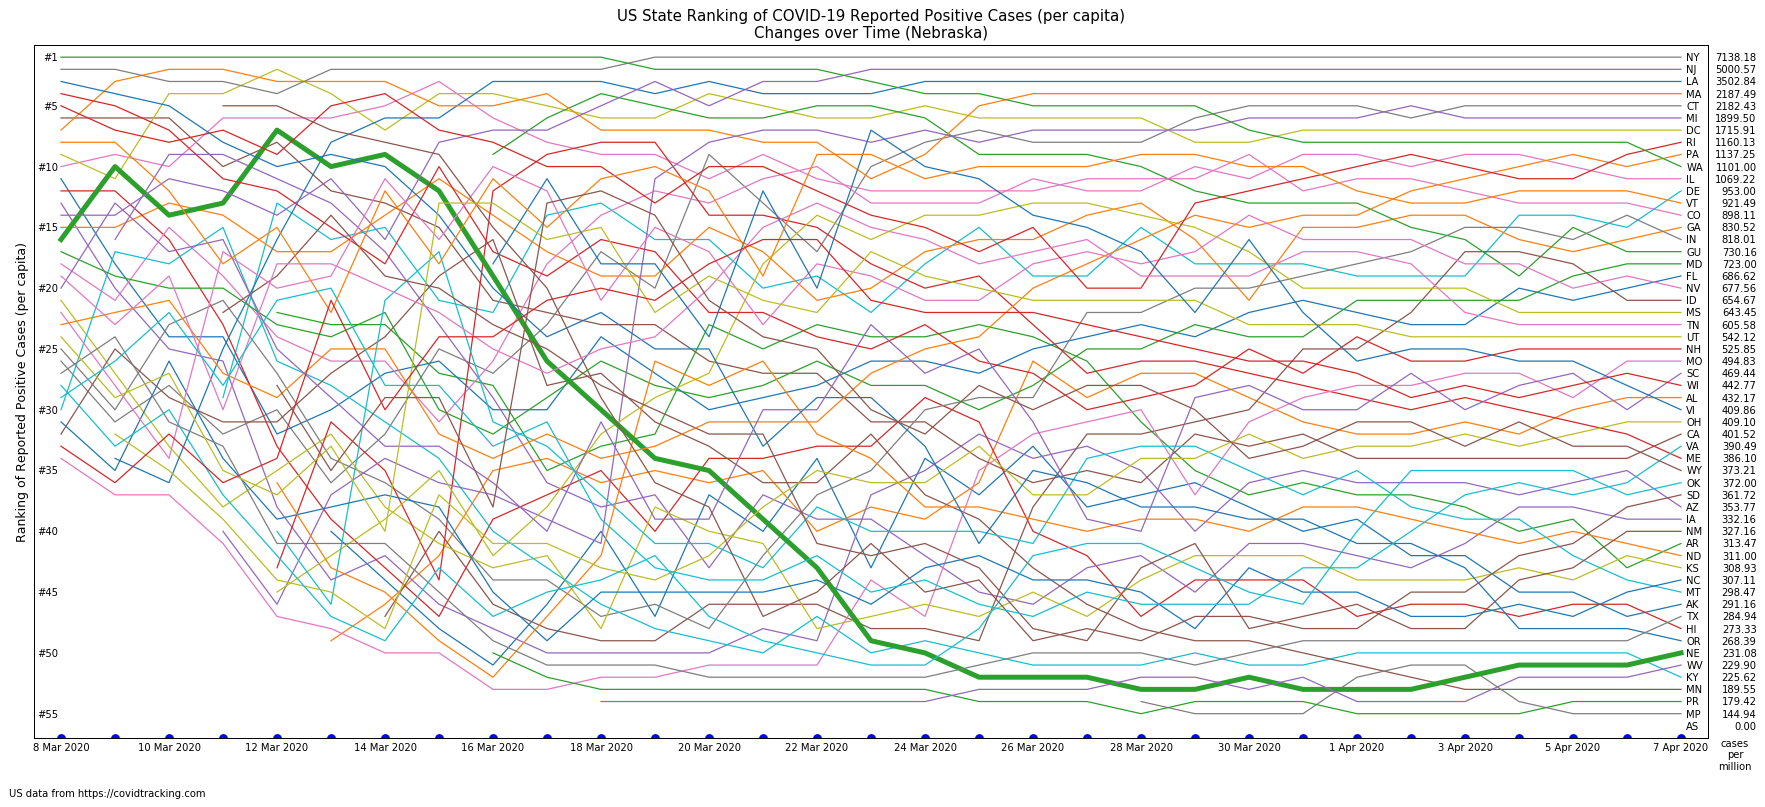 US State Ranking of COVID-19 Reported Positive Cases (per capita)
Changes over Time (Nebraska)
Ranking of Reported Positive Cases (per capita)
#1
#5
#10
#15
#20
#25
#30
#35
#40
#45
#50
#55
NY 7138.18
NJ 5000.57
LA 3502.84
MA 2187.49
CT 2182.43
MI 1899.50
DC 1715.91
RI 1160.13
PA 1137.25
WA 1101.00
IL 1069.22
DE 953.00
VT 921.49
CO 898.11
GA 830.52
IN 818.01
GU 730.16
MD 723.00
FL 686.62
NV 677.56
ID 654.67
MS 643.45
TN 605.58
UT 542.12
NH 525.85
MO 494.83
SC 469.44
WI 442.77
AL 432.17
VI 409.86
OH 409.10
CA 401.52
VA 390.49
ME 386.10
WY 373.21
OK 372.00
SD 361.72
AZ 353.77
IA 332.16
NM 327.16
AR 313.47
ND 311.00
KS 308.93
NC 307.11
MT 298.47
AK 291.16
TX 284.94
HI 273.33
OR 268.39
NE 231.08
WV 229.90
KY 225.62
MN 189.55
PR 179.42
MP 144.94
AS 0.00
8 Mar 2020 10 Mar 2020 12 Mar 2020 14 Mar 2020 16 Mar 2020 18 Mar 2020 20 Mar 2020 22 Mar 2020 24 Mar 2020 26 Mar 2020 28 Mar 2020 30 Mar 2020 1 Apr 2020 3 Apr 2020 5 Apr 2020 7 Apr 2020
cases
per
million
US data from https://covidtracking.com